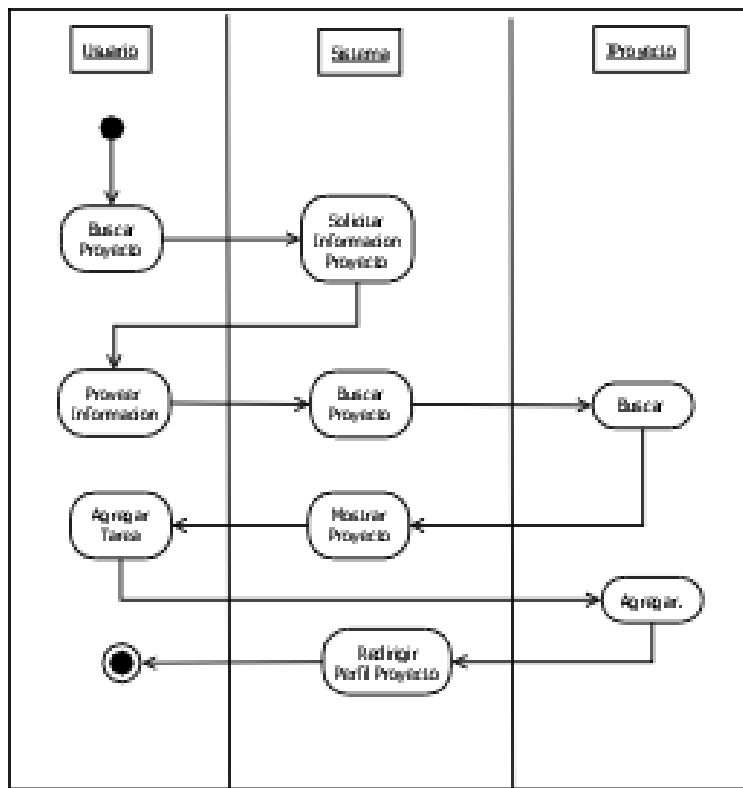 Usuario
Sistema
IProyecto
Buscar
Proyecto
Solicitar
Informacion
Proyecto
Proveer
Informacion
Buscar
Proyecto
Buscar
Agregar
Tarea
Mostrar
Proyecto
Agregar.
Redirigir
Perfil Proyecto